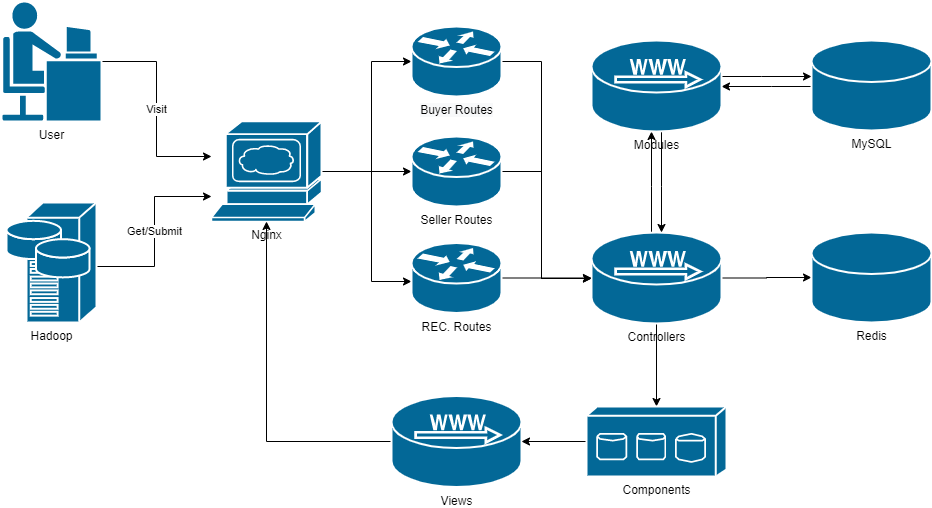 Buyer Routes
WWW
Modules
MySQL
User
Visit
Seller Routes
Nginx
Get/Submit
WWW
Hadoop
REC. Routes
Controllers
Redis
WWW
Views
Components